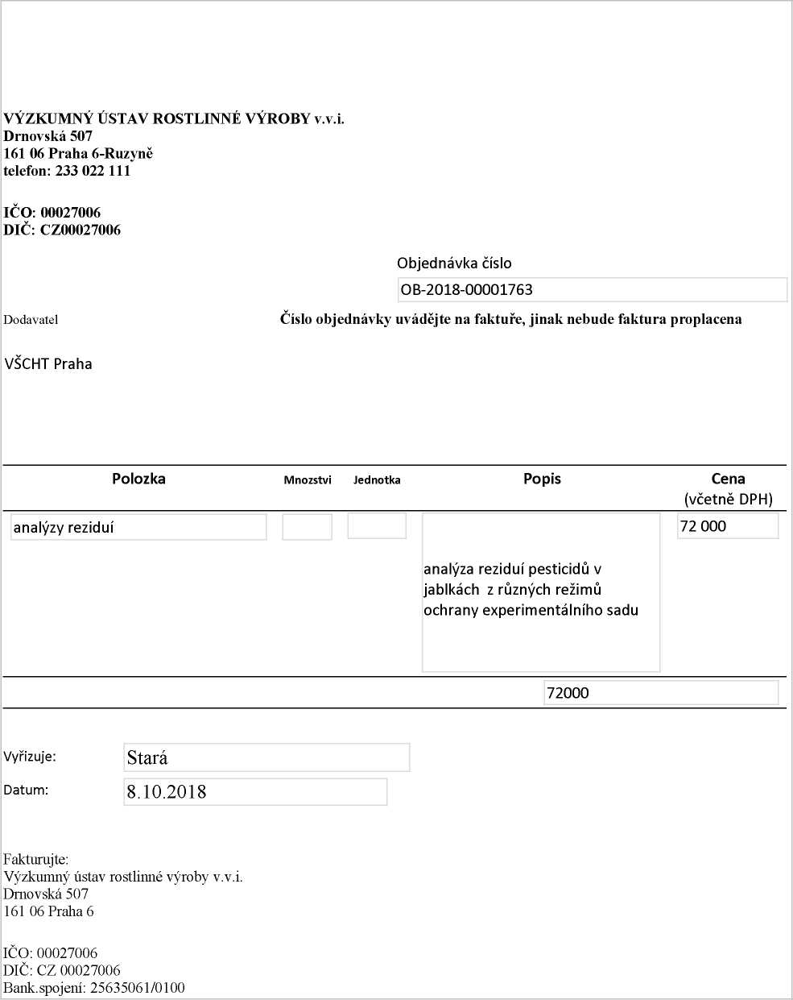 VÝZKUMNÝ ÚSTAV ROSTLINNÉ VÝROBY v.v.i.
Drnovská 507
161 06 Praha 6-Ruzyně
telefon: 233 022 111
IČO: 00027006
DIČ: CZ00027006
Objednávka číslo
OB-2018-00001763
Dodavatel
Číslo objednávky uvádějte na faktuře, jinak nebude faktura proplacena
VŠCHT Praha
Polozka Mnozstvi Jednotka Popis Cena
(včetně DPH)
analýzy reziduí 72 000
analýza reziduí pesticidů v
jablkách z různých režimů
ochrany experimentálního sadu
72000
Vyřizuje: Stará
Datum: 8.10.2018
Fakturujte:
Výzkumný ústav rostlinné výroby v.v.i.
Drnovská 507
161 06 Praha 6
IČO: 00027006
DIČ: CZ 00027006
Bank.spojení: 25635061/0100